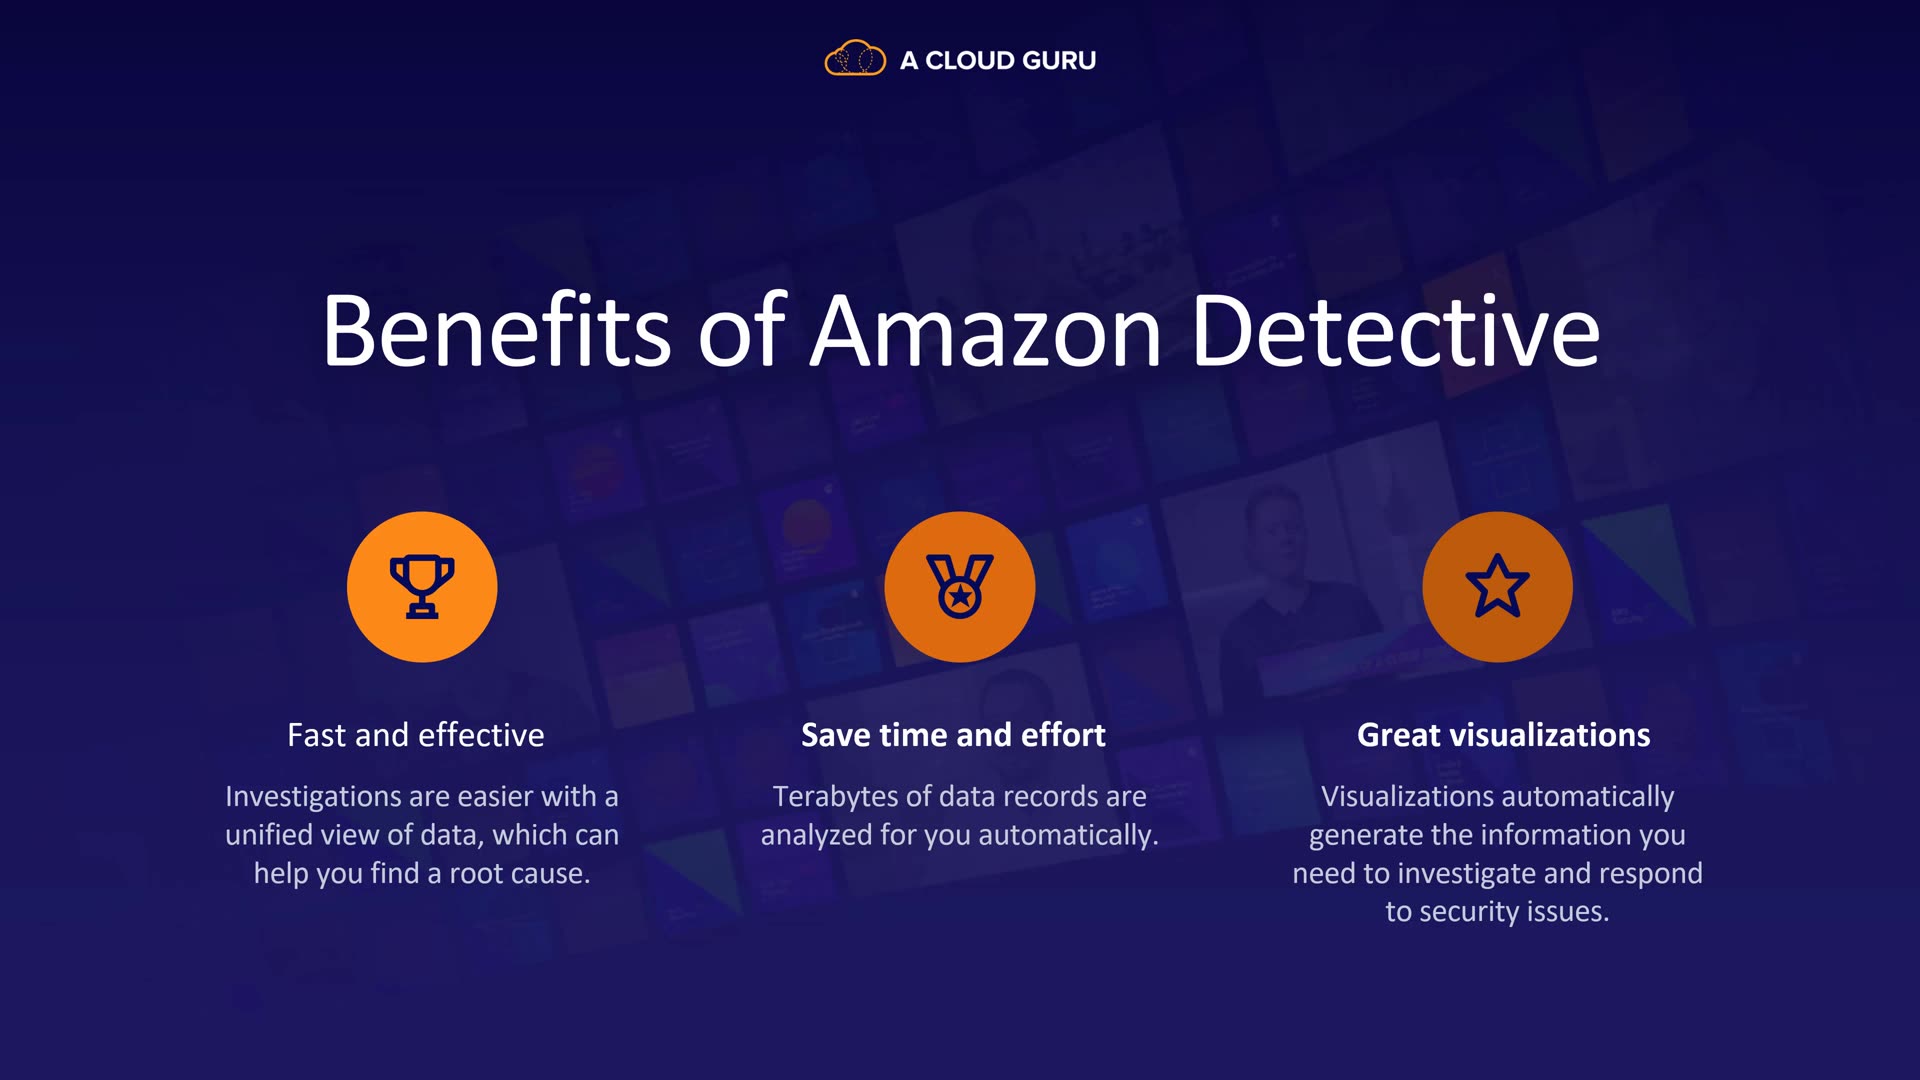 A CLOUD GURU
Benefits of Amazon Detective
Fast and effective
Investigations are easier with a
unified view of data, which can
help you find a root cause.
Save time and effort
Terabytes of data records are
analyzed for you automatically.
Great visualizations
Visualizations automatically
generate the information you
need to investigate and respond
to security issues.